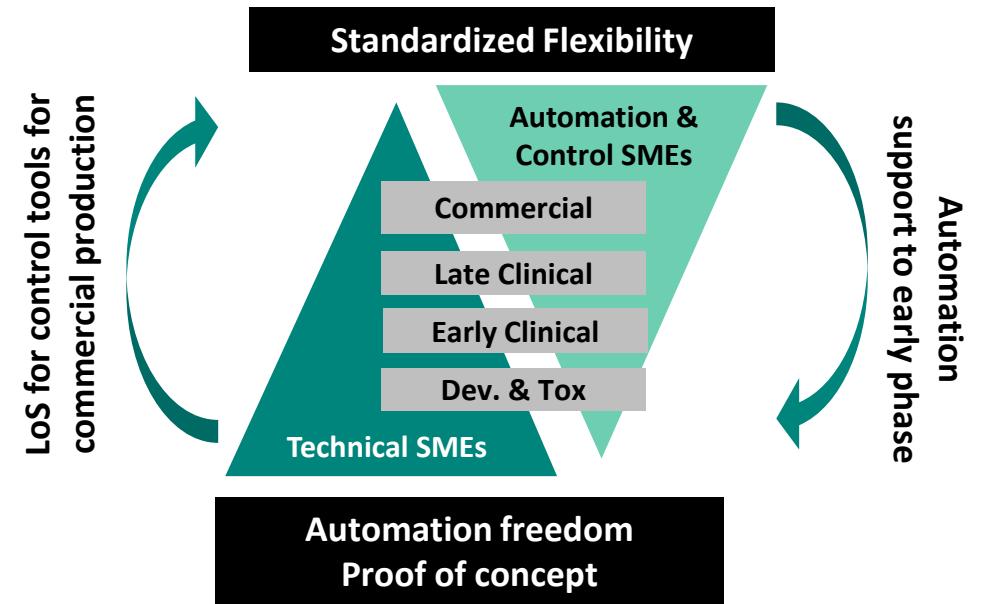 Standardized Flexibility
LoS for control tools for
commercial production
Automation &
Control SMEs
Commercial
Late Clinical
Early Clinical
Dev. & Tox
Technical SMEs
Automation
support to early phase
Automation freedom
Proof of concept